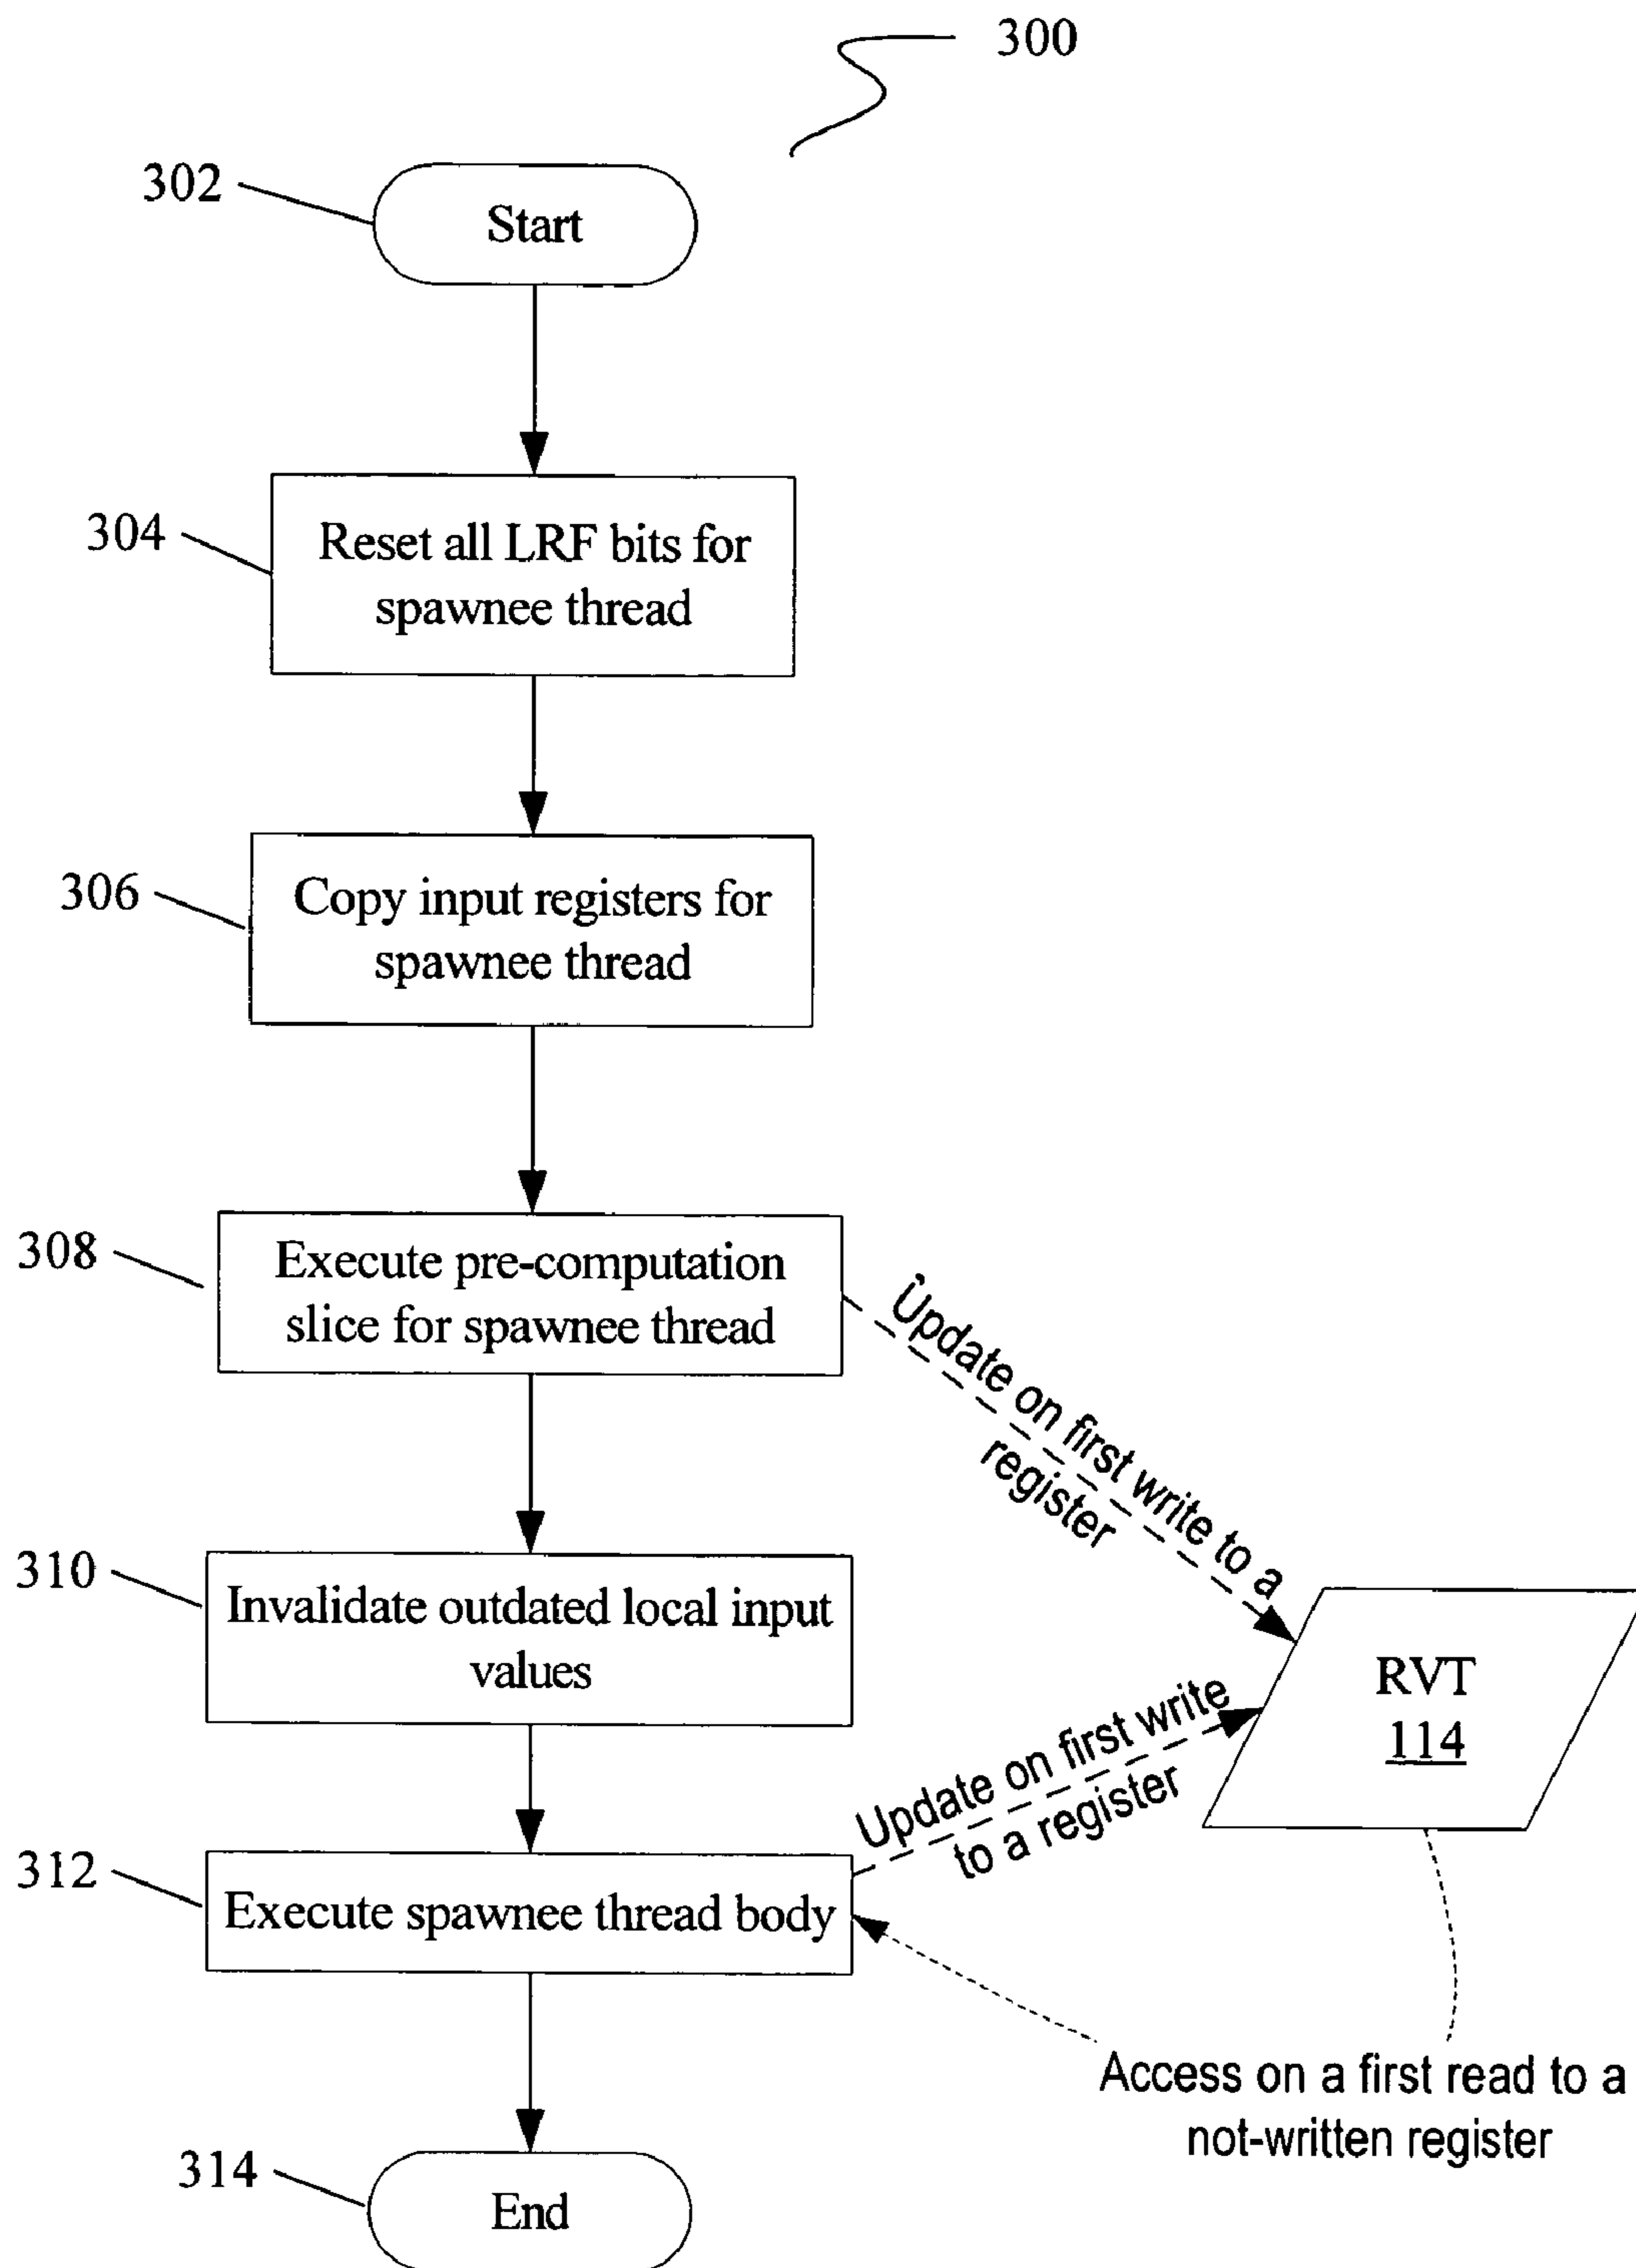 300
302
Start
304
Reset all LRF bits for
spawnee thread
306
Copy input registers for
spawnee thread
308
Execute pre-computation
slice for spawnee thread
Update on first write to a
register
310
Invalidate outdated local input
values
RVT
114
Update on first write
to a register
312
Execute spawnee thread body
Access on a first read to a
not-written register
314
End